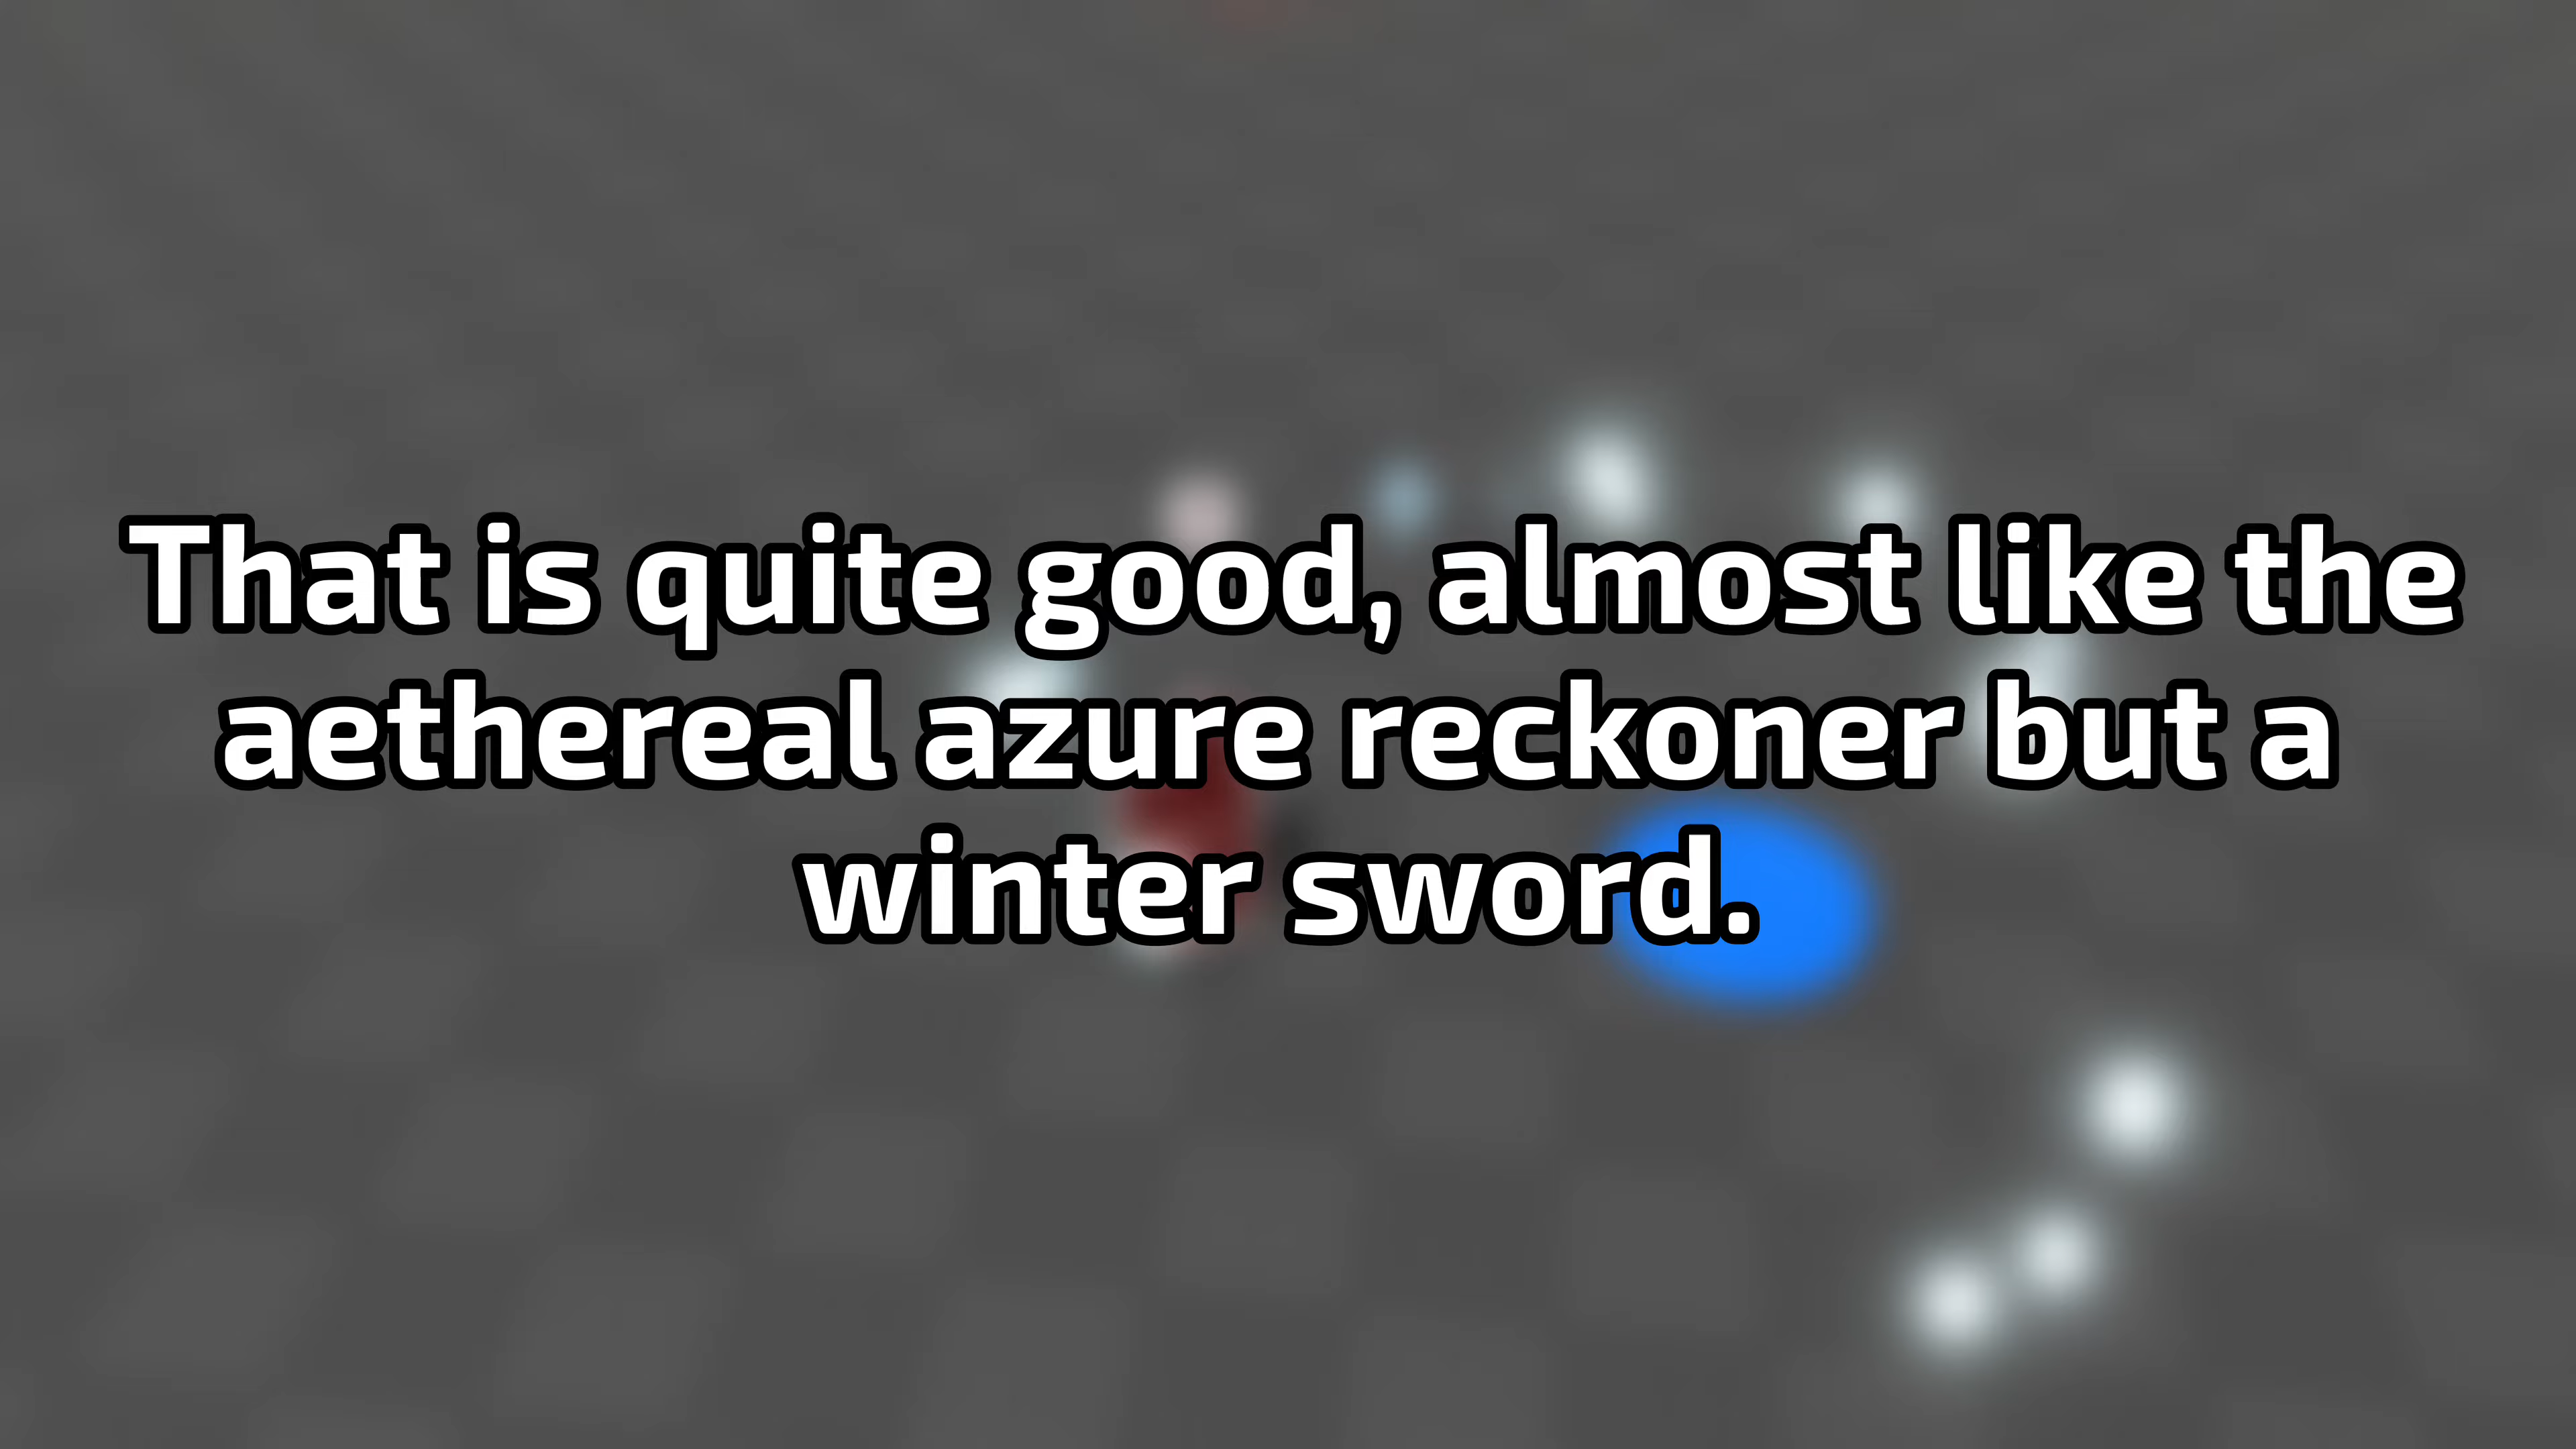 That is quite good, almost like the
aethereal azure reckoner but a
winter sword.